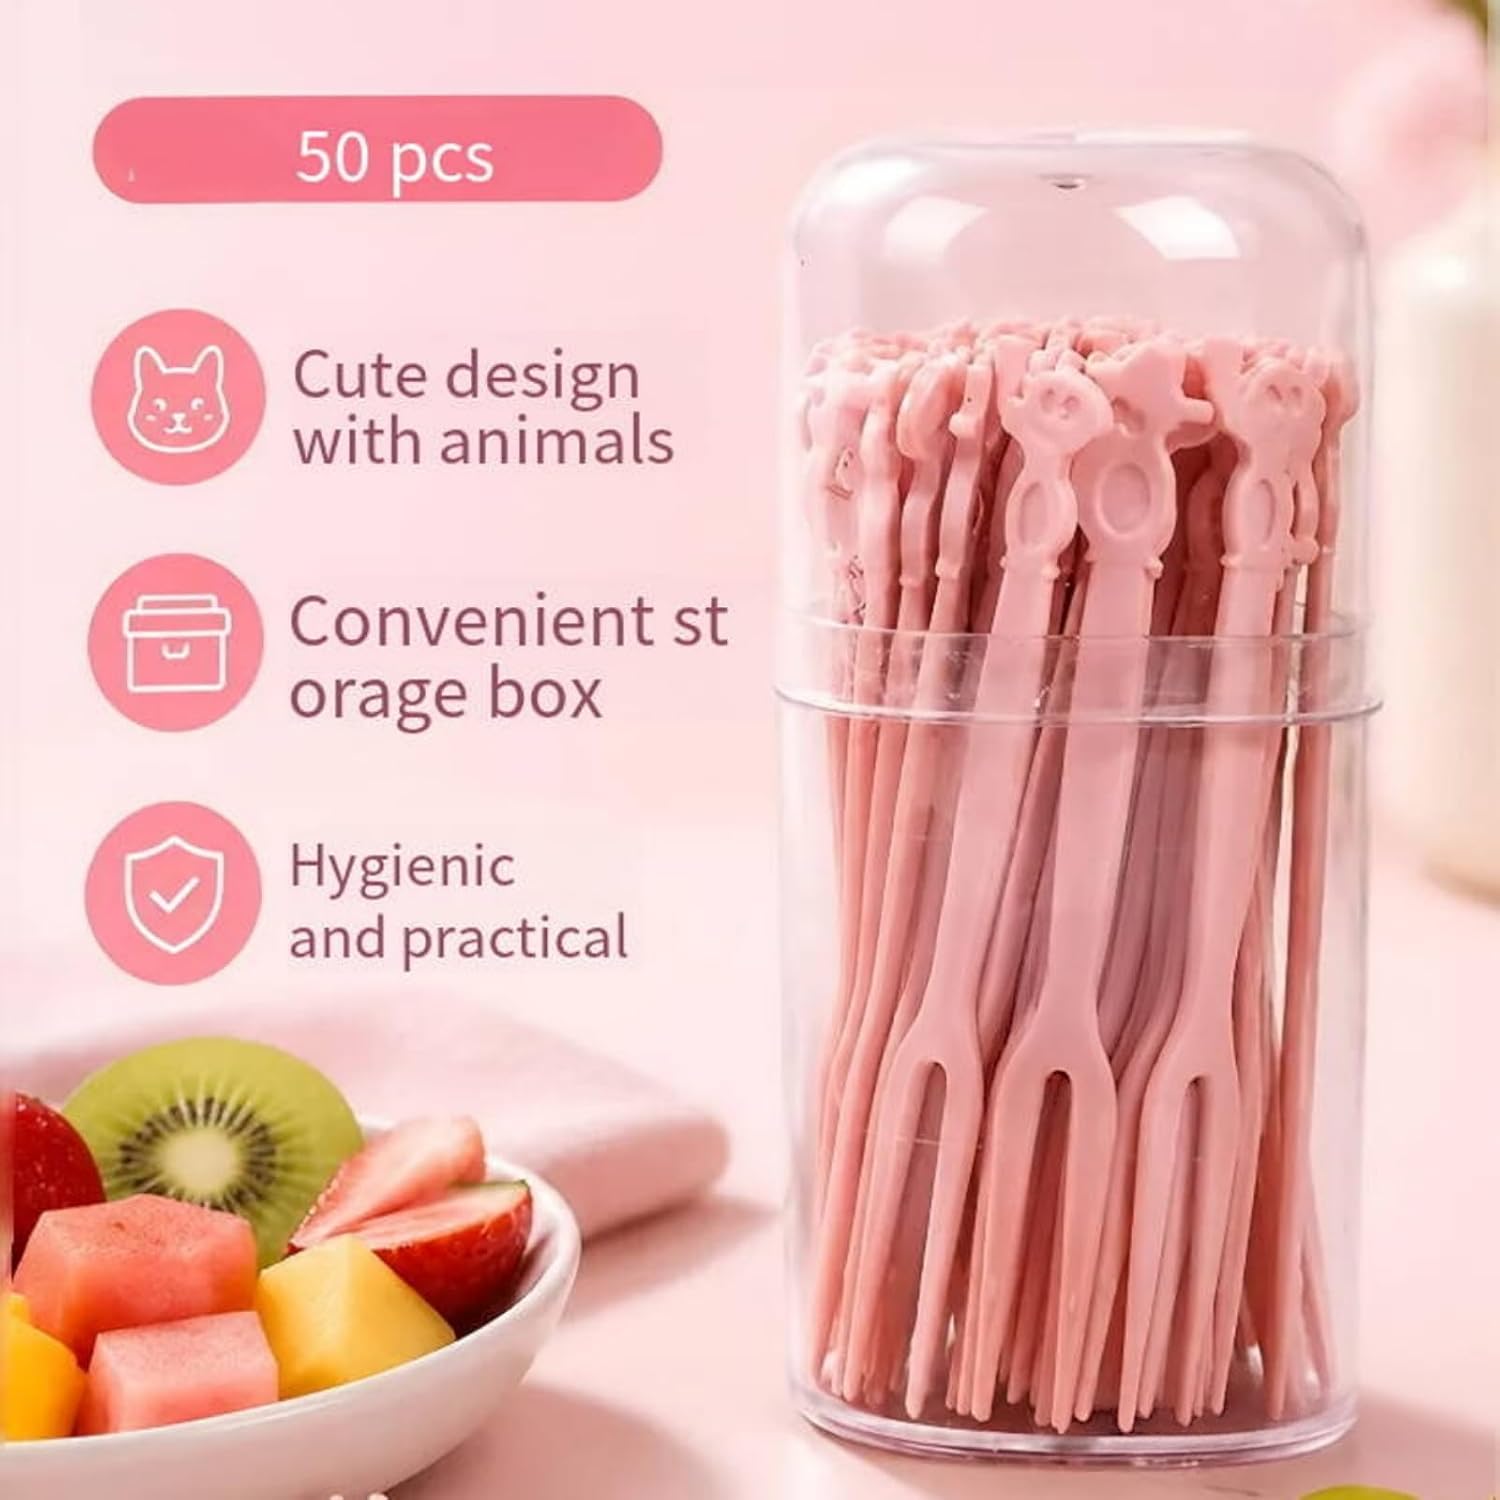 50 pcs
Cute design
with animals
Convenient st
orage box
Hygienic
and practical